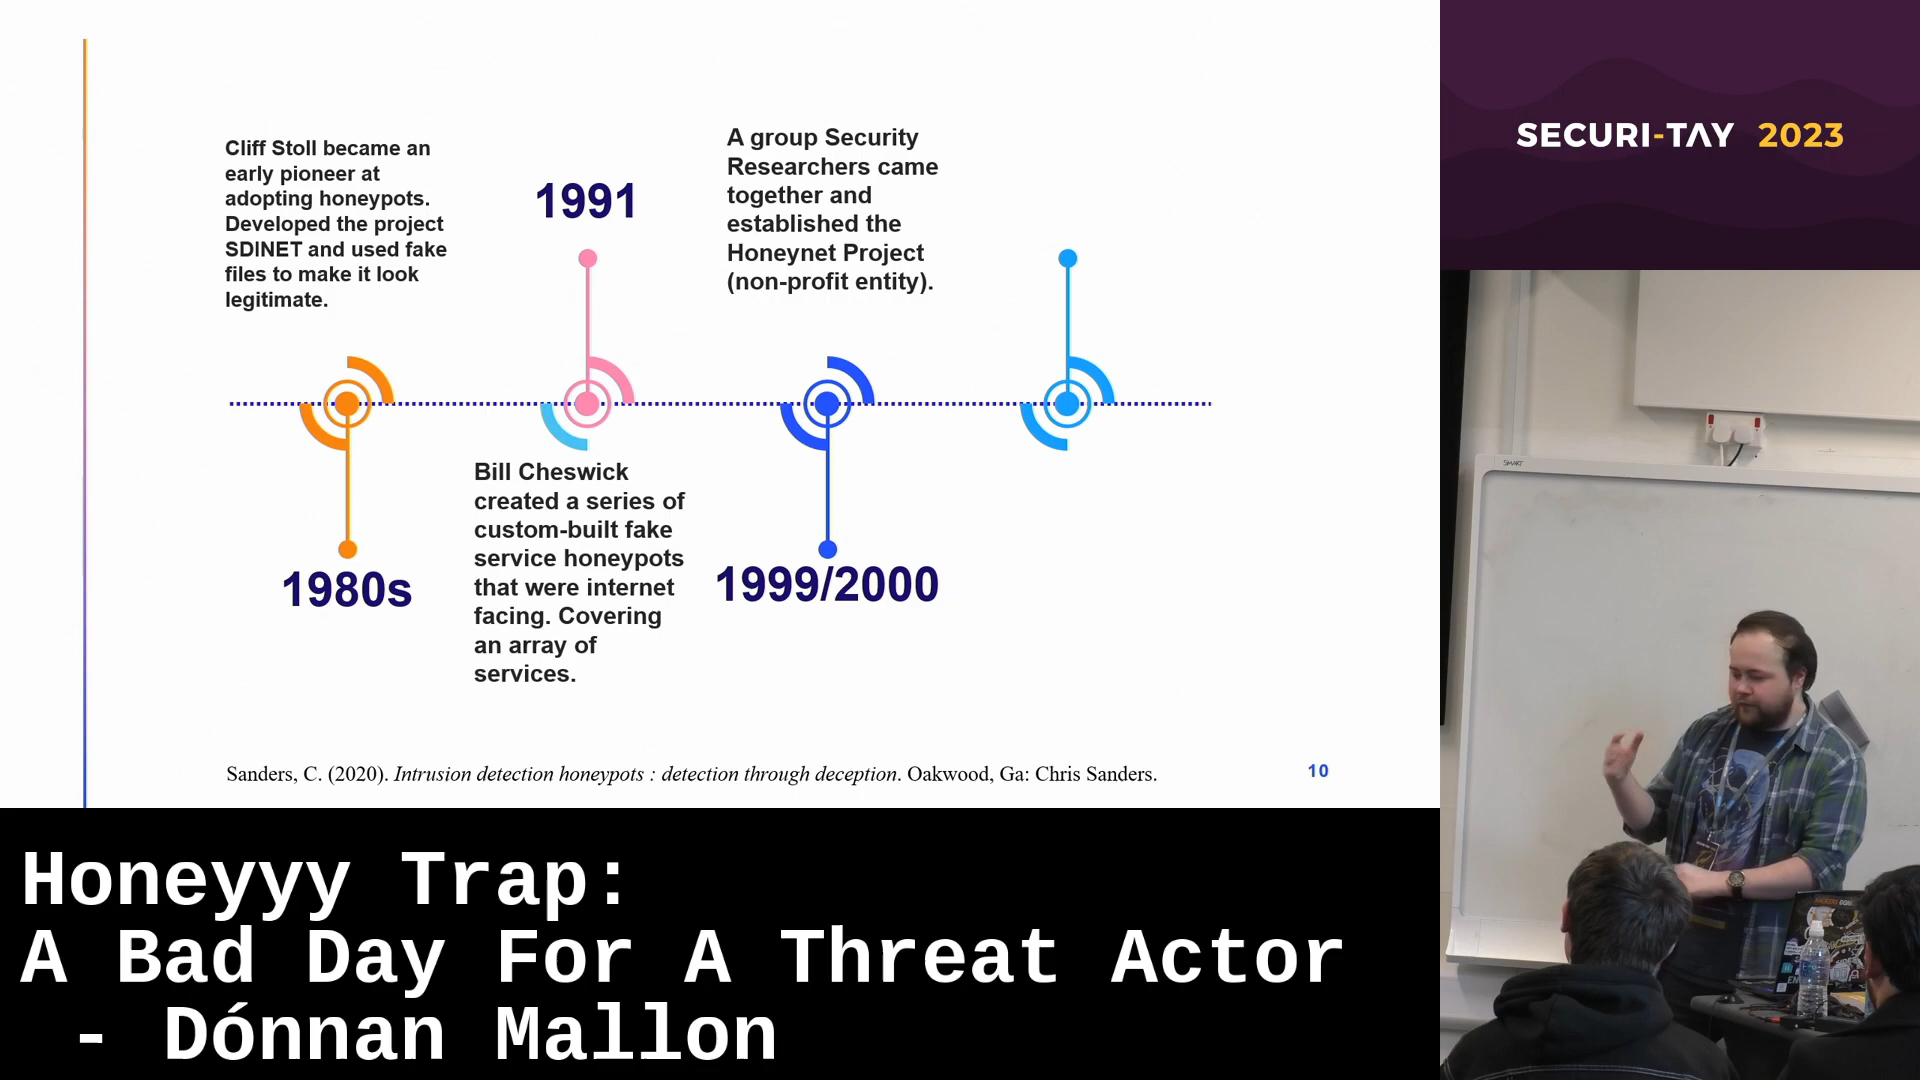 Cliff Stoll became an
early pioneer at
adopting honeypots.
Developed the project
SDINET and used fake
files to make it look
legitimate.
1980s
1991
Bill Cheswick
created a series of
custom-built fake
service honeypots
that were internet
facing. Covering
an array of
services.
A group Security
Researchers came
together and
established the
Honeynet Project
(non-profit entity).
1999/2000
Sanders, C. (2020). Intrusion detection honeypots : detection through deception. Oakwood, Ga: Chris Sanders.
10
SECURI-TAY 2023
SMART
Honeyyy Trap:
A Bad Day For A Threat Actor
- Dónnan Mallon